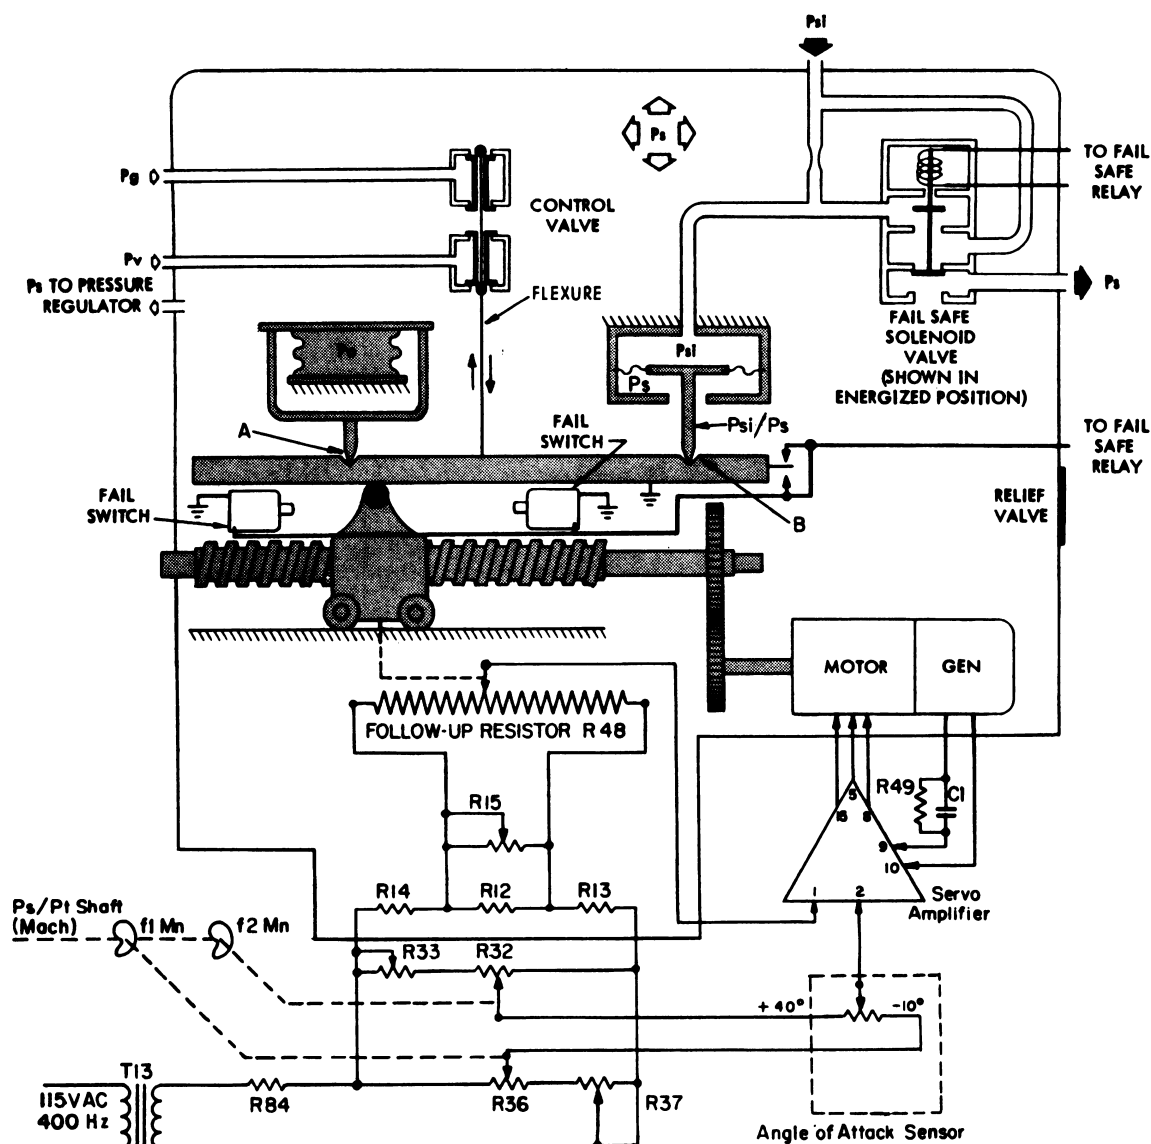 Psi
Ps
TO FAIL
SAFE
RELAY
Pg
CONTROL
VALVE
Pv
Ps TO PRESSURE
REGULATOR
FLEXURE
Ps
FAIL SAFE
SOLENOID
VALVE
(SHOWN IN
ENERGIZED POSITION)
Psi
Ps
Psi/Ps
A
FAIL
SWITCH
TO FAIL
SAFE
RELAY
FAIL
SWITCH
B
RELIEF
VALVE
MOTOR
GEN
FOLLOW-UP RESISTOR R48
R15
R49
C1
5
15
8
9
10
1
2
Servo
Amplifier
R14
R12
R13
Ps/Pt Shaft
(Mach)
f1 Mn
f2 Mn
R33
R32
+40°
-10°
T13
115VAC
400 Hz
R84
R36
R37
Angle of Attack Sensor